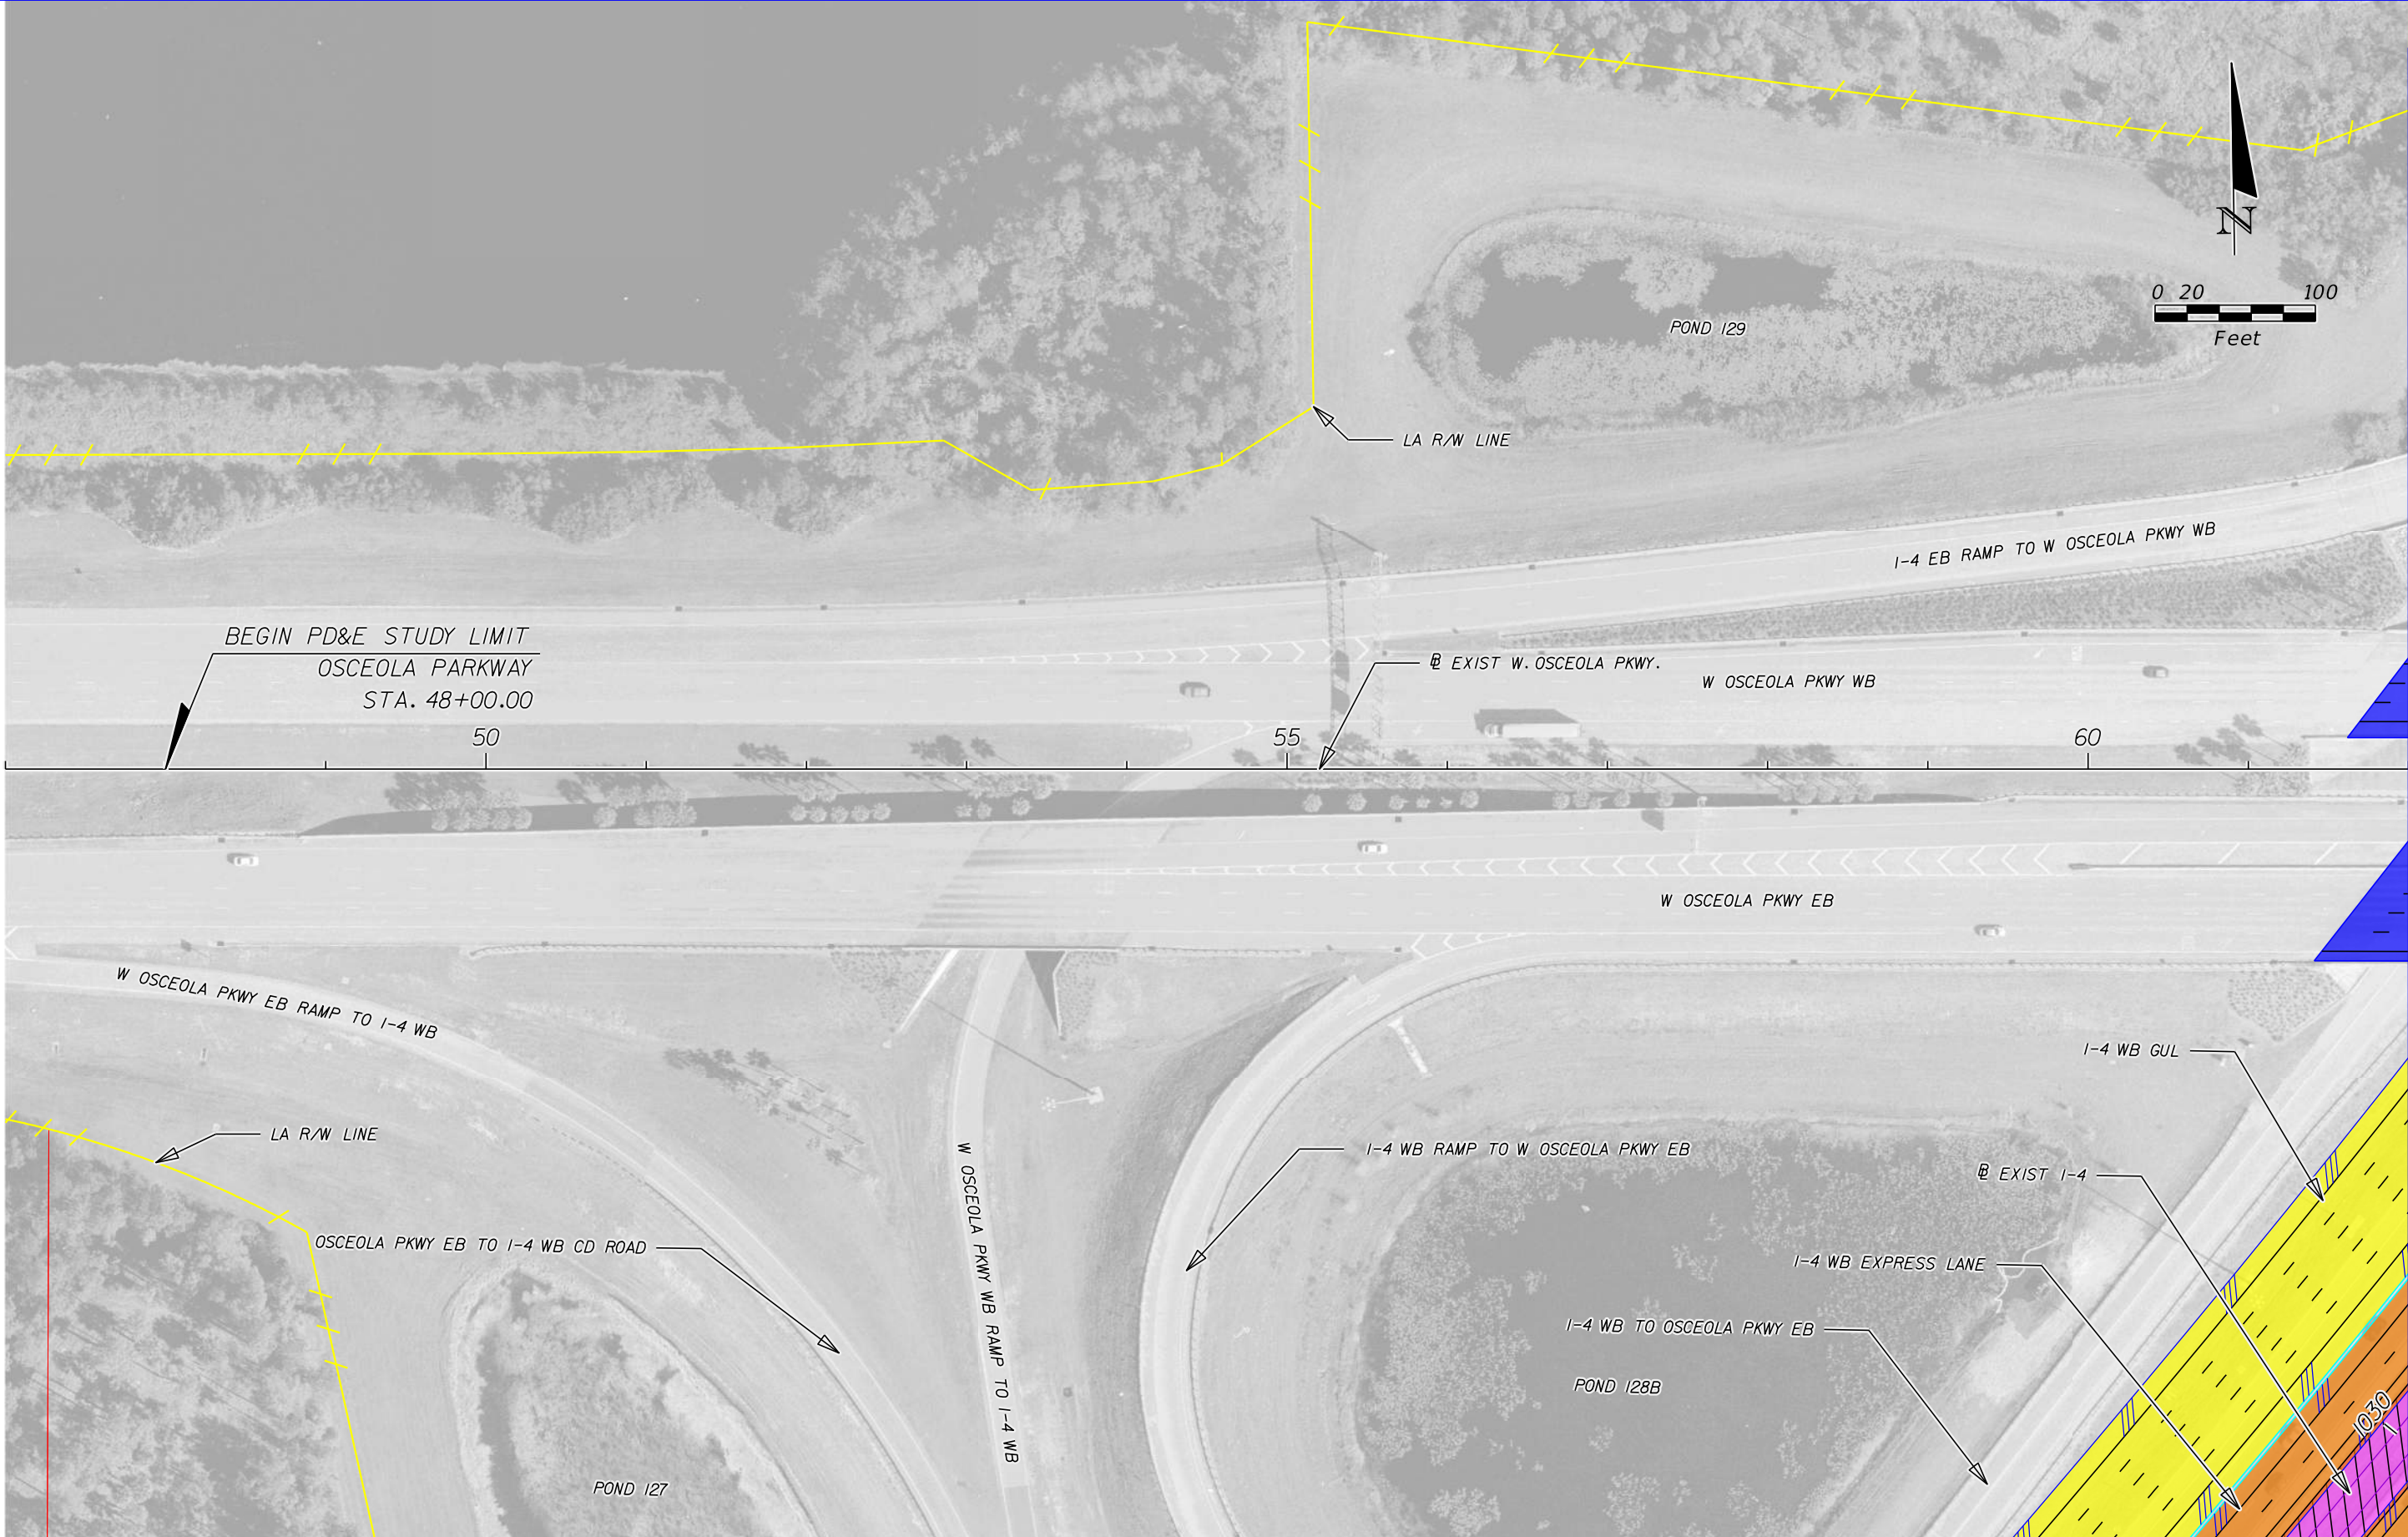 N
0 20 100
Feet
POND 129
LA R/W LINE
I-4 EB RAMP TO W OSCEOLA PKWY WB
BEGIN PD&E STUDY LIMIT
OSCEOLA PARKWAY
STA. 48+00.00
℄ EXIST W. OSCEOLA PKWY.
W OSCEOLA PKWY WB
50 55 60
W OSCEOLA PKWY EB
W OSCEOLA PKWY EB RAMP TO I-4 WB
I-4 WB GUL
LA R/W LINE
I-4 WB RAMP TO W OSCEOLA PKWY EB
℄ EXIST I-4
W OSCEOLA PKWY WB RAMP TO I-4 WB
OSCEOLA PKWY EB TO I-4 WB CD ROAD
I-4 WB EXPRESS LANE
I-4 WB TO OSCEOLA PKWY EB
POND 128B
1030
POND 127